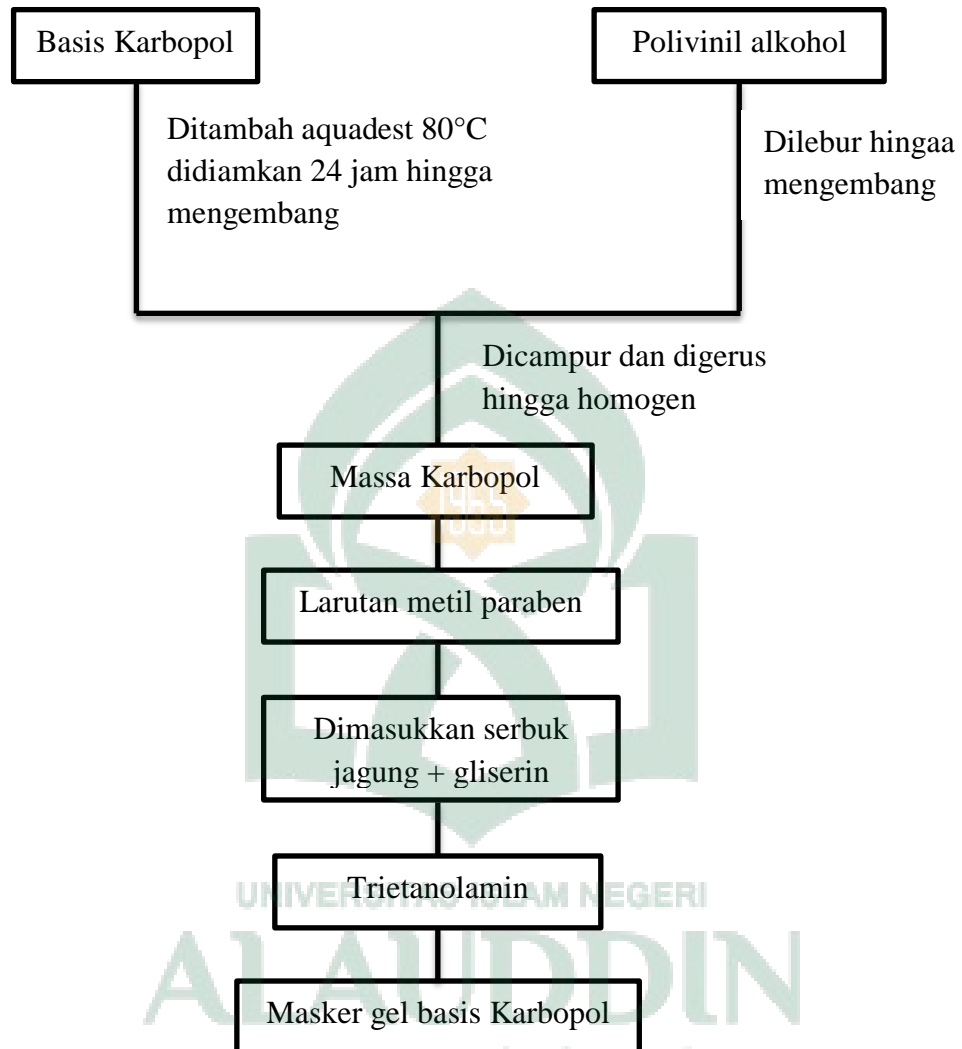 Basis Karbopol
Polivinil alkohol
Ditambah aquadest 80°C
didiamkan 24 jam hingga
mengembang
Dilebur hingaa
mengembang
Dicampur dan digerus
hingga homogen
Massa Karbopol
1965
Larutan metil paraben
Dimasukkan serbuk
jagung + gliserin
Trietanolamin
UNIVERSITAS ISLAM NEGERI
ALAUDDIN
Masker gel basis Karbopol